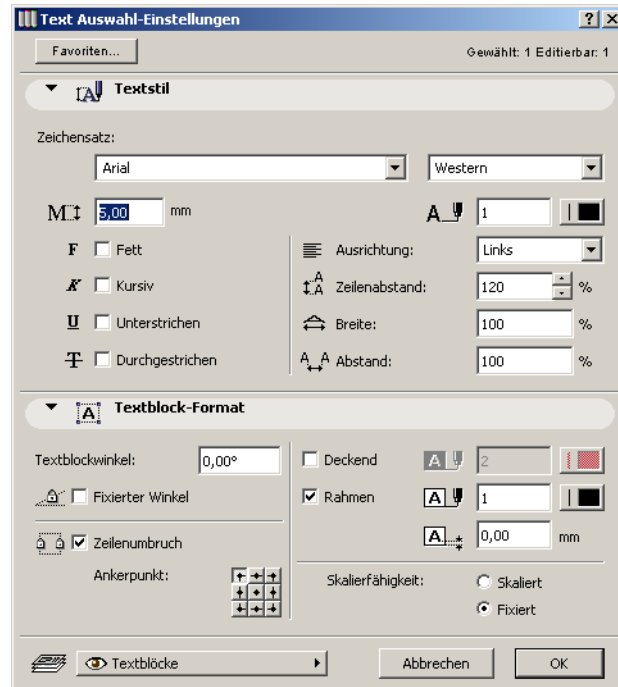 Text Auswahl-Einstellungen
Favoriten...
Gewählt: 1 Editierbar: 1
Textstil
Zeichensatz:
Arial Western
M 5,00 mm A 1
F Fett Ausrichtung: Links
K Kursiv A A Zeilenabstand: 120 %
U Unterstrichen Breite: 100 %
T Durchgestrichen A A Abstand: 100 %
A Textblock-Format
Textblockwinkel: 0,00° Deckend A 2
Fixierter Winkel Rahmen A 1
Zeilenumbruch A 0,00 mm
Ankerpunkt: Skalierfähigkeit: Skaliert
Fixiert
Textblöcke Abbrechen OK